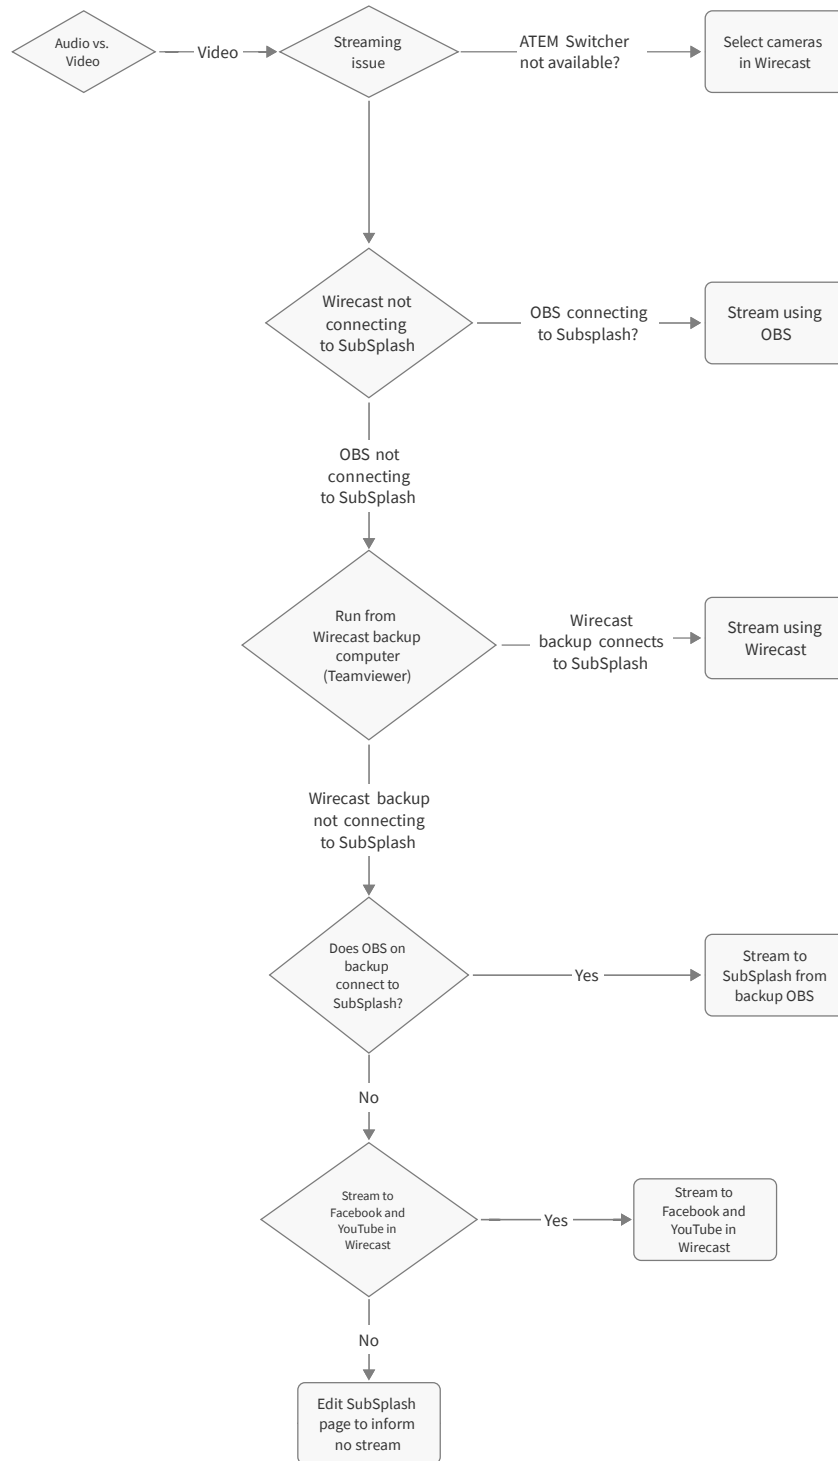 Audio vs.
Video
Video
Streaming
issue
ATEM Switcher
not available?
Select cameras
in Wirecast
Wirecast not
connecting
to SubSplash
OBS connecting
to Subsplash?
Stream using
OBS
OBS not
connecting
to SubSplash
Run from
Wirecast backup
computer
(Teamviewer)
Wirecast
backup connects
to SubSplash
Stream using
Wirecast
Wirecast backup
not connecting
to SubSplash
Does OBS on
backup
connect to
SubSplash?
Yes
Stream to
SubSplash from
backup OBS
No
Stream to
Facebook and
YouTube in
Wirecast
Yes
Stream to
Facebook and
YouTube in
Wirecast
No
Edit SubSplash
page to inform
no stream